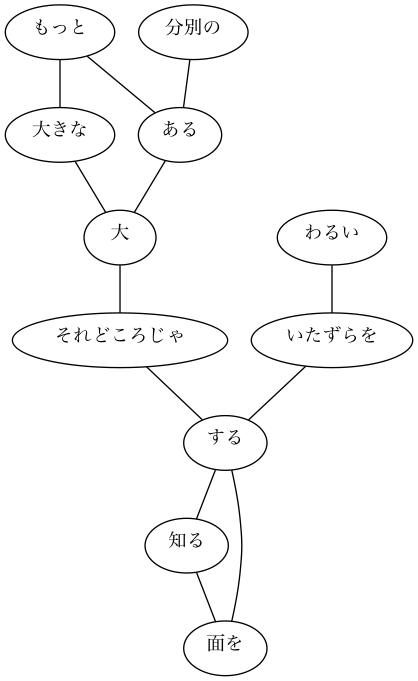 もっと
分別の
大きな
ある
大
わるい
それどころじゃ
いたずらを
する
知る
面を